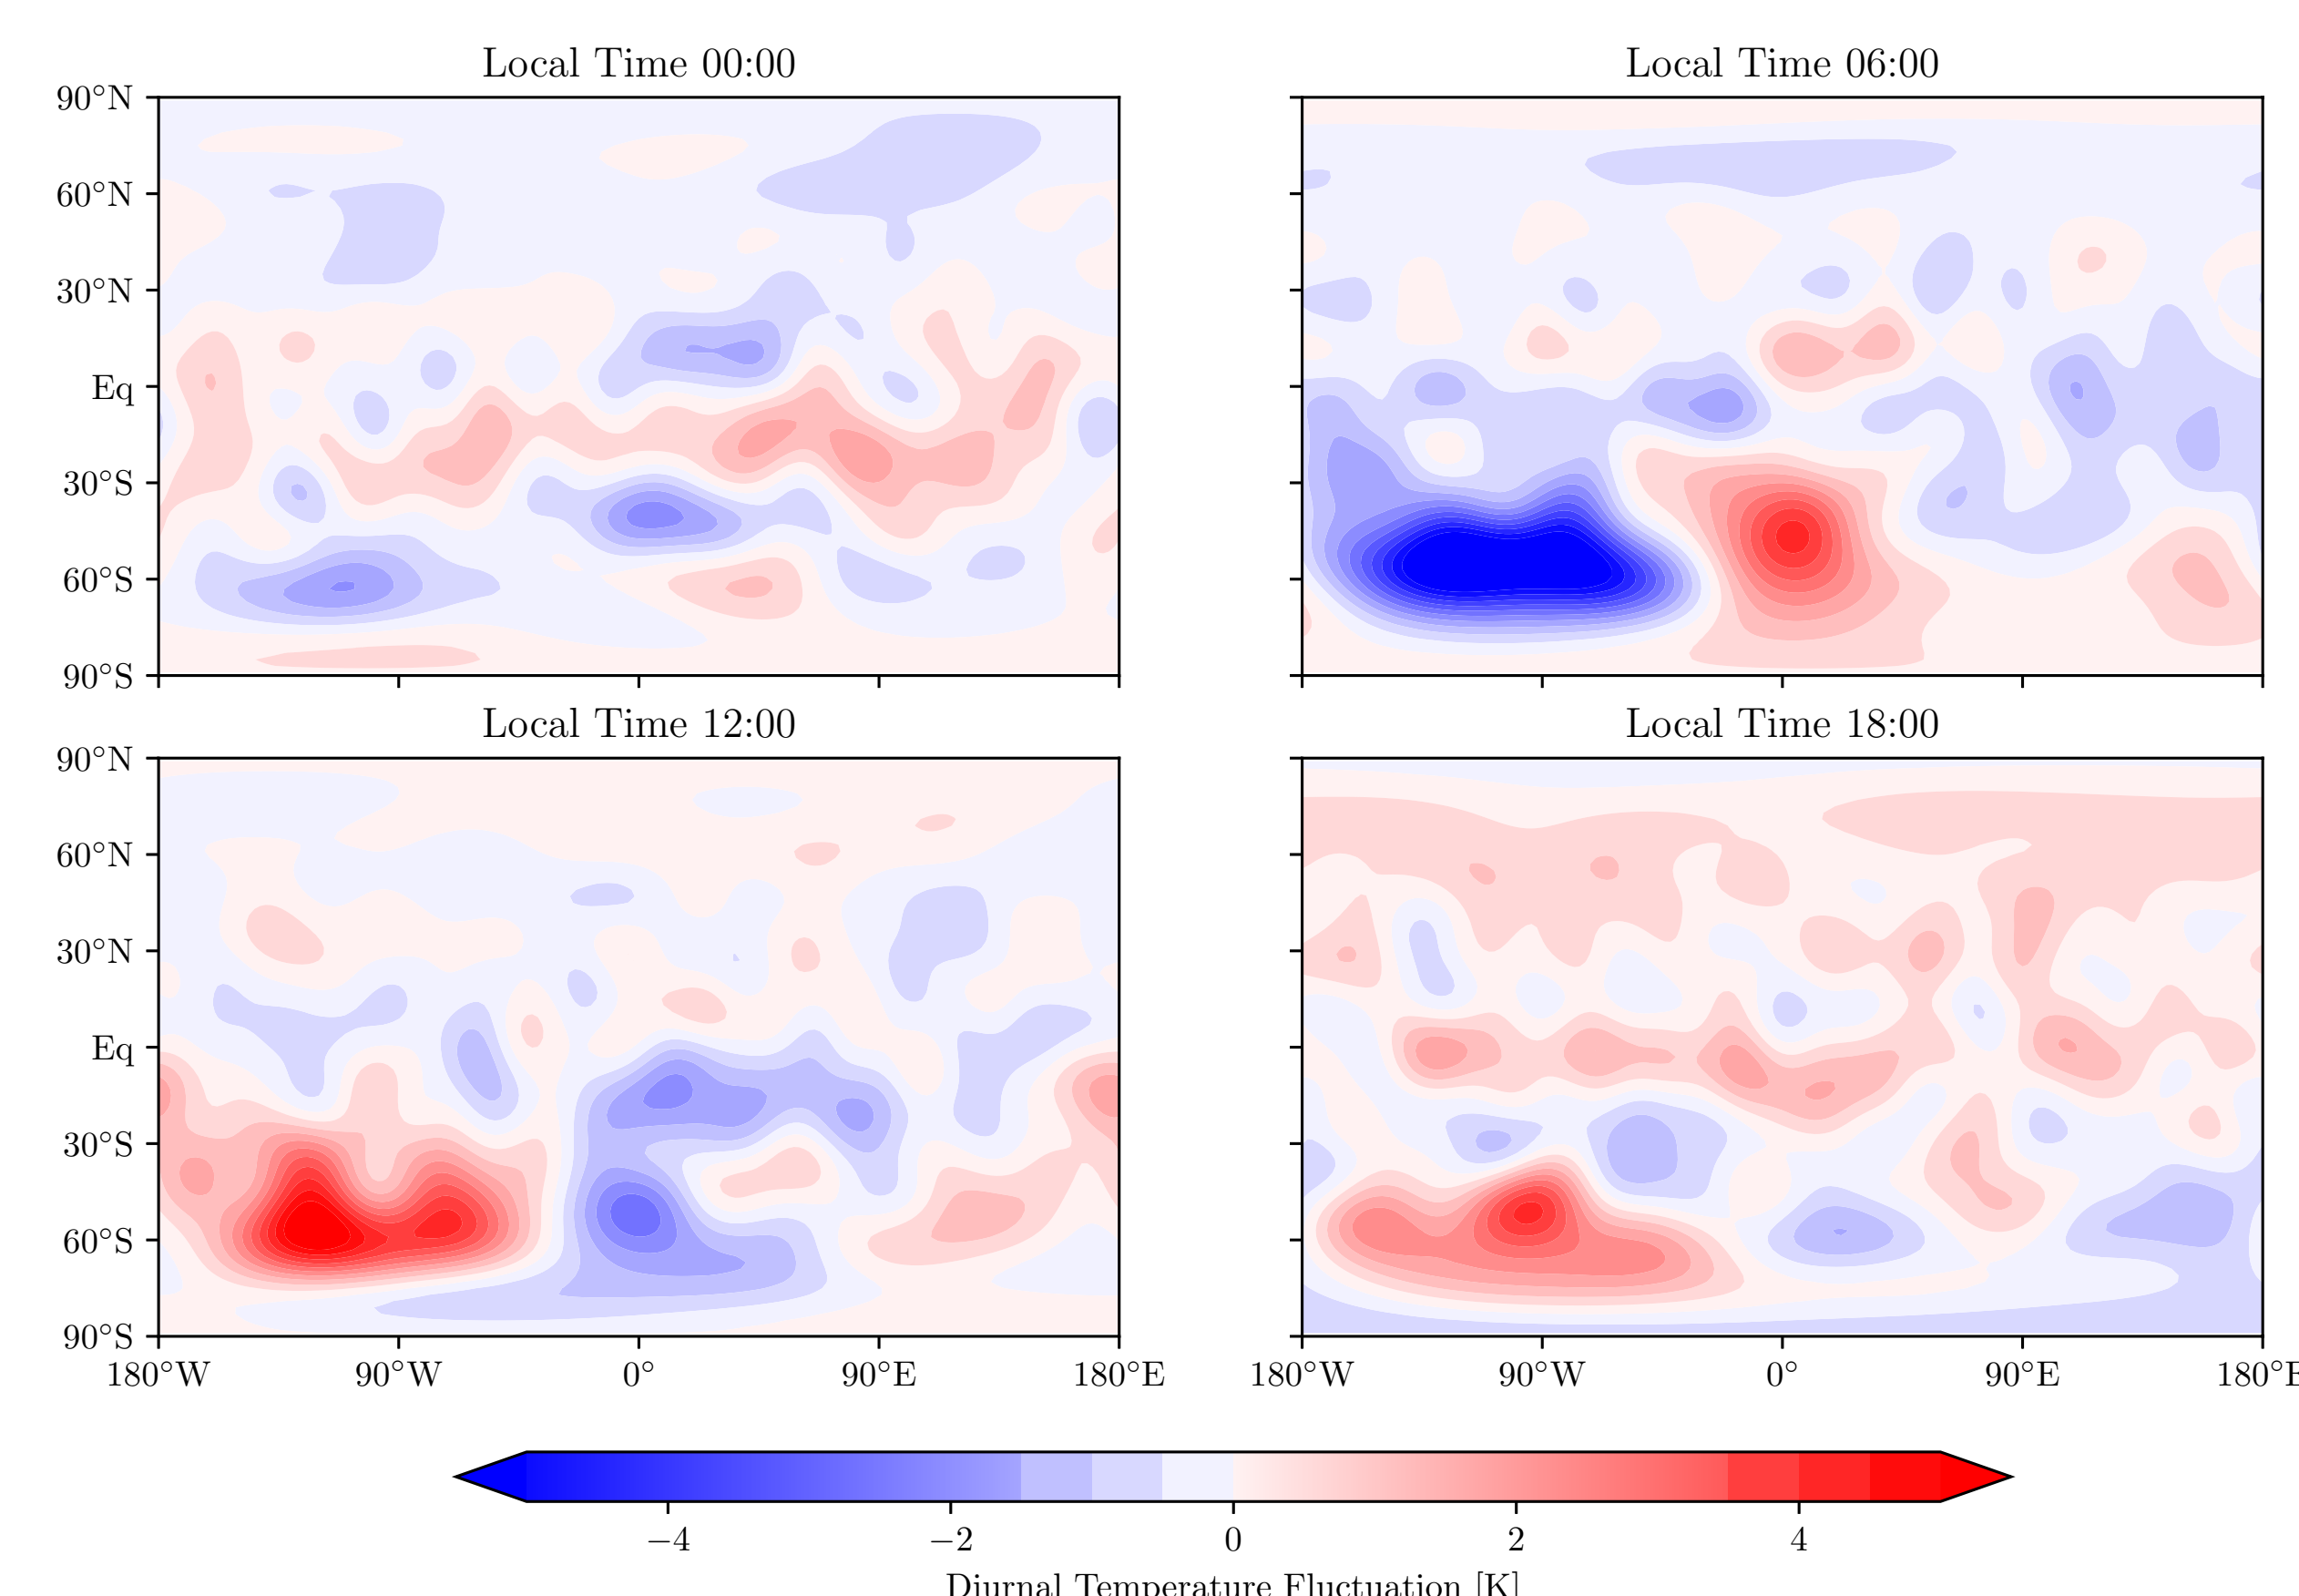 Local Time 00:00
Local Time 06:00
90°N
60°N
30°N
Eq
30°S
60°S
90°S
Local Time 12:00
Local Time 18:00
90°N
60°N
30°N
Eq
30°S
60°S
90°S
180°W 90°W 0° 90°E 180°E
180°W 90°W 0° 90°E 180°E
−4 −2 0 2 4
Diurnal Temperature Fluctuation [K]